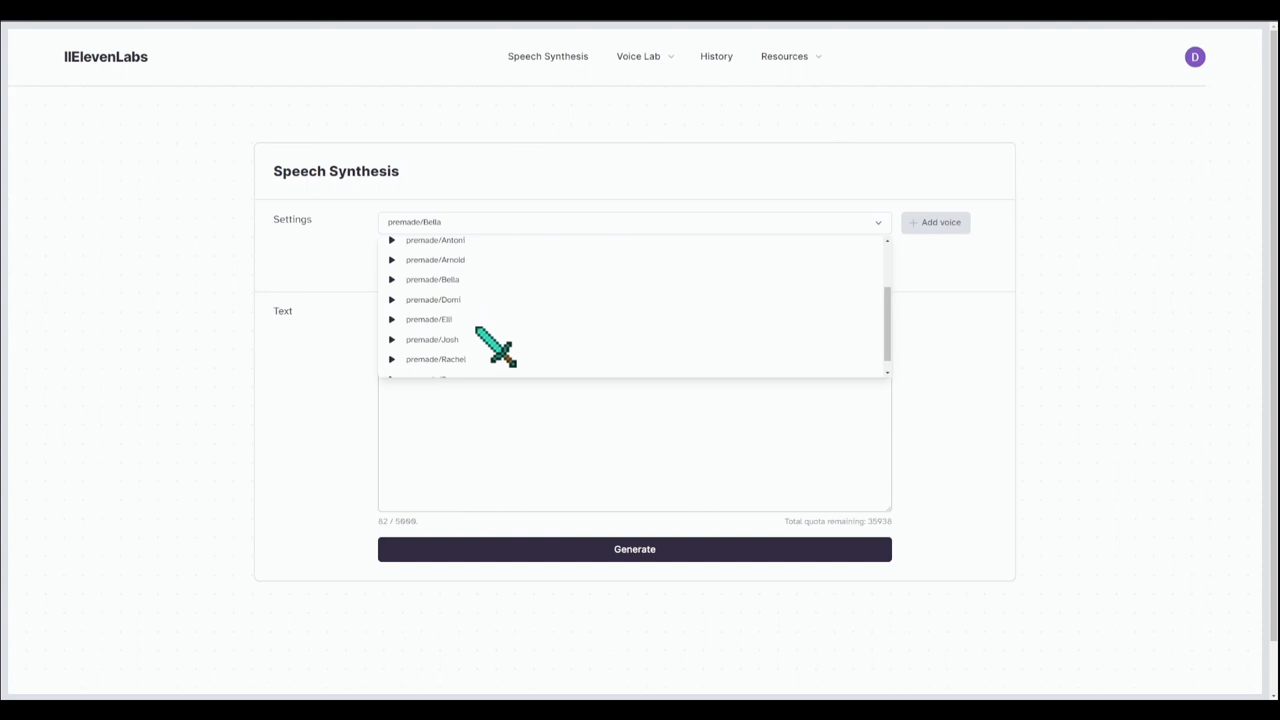 IIElevenLabs
Speech Synthesis
Voice Lab
History
Resources
D
Speech Synthesis
Settings
premade/Bella
+ Add voice
premade/Antoni
premade/Arnold
premade/Bella
premade/Domi
premade/Elli
premade/Josh
premade/Rachel
Text
82 / 5000.
Total quota remaining: 35938
Generate